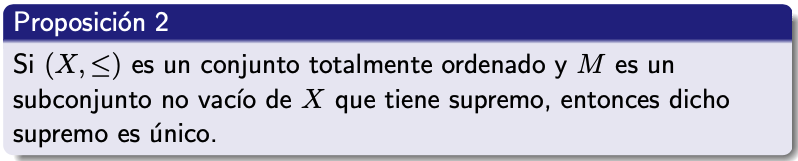 Proposición 2
Si (X, ≤) es un conjunto totalmente ordenado y M es un
subconjunto no vacío de X que tiene supremo, entonces dicho
supremo es único.